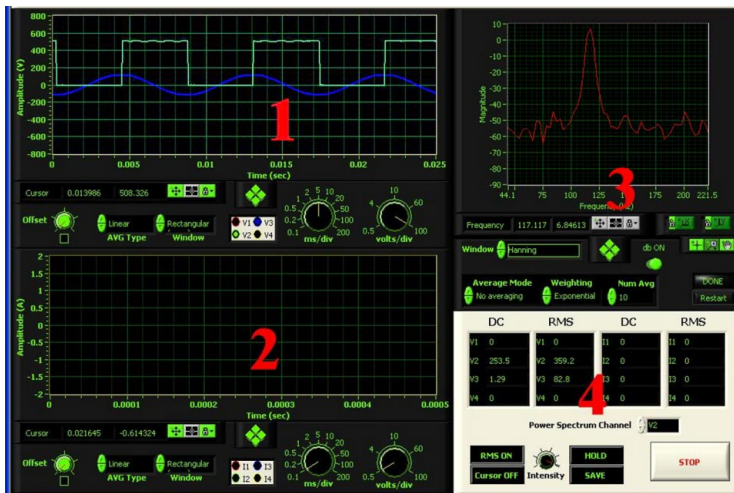 800
600
400
200
0
-200
-400
-600
-800
Amplitude (V)
0 0.005 0.01 0.015 0.02 0.025
Time (sec)
1
Cursor 0.013986 508.326
Offset
Linear
AVG Type
Rectangular
Window
V1 V3
V2 V4
0.5 1 2 5 10 20 50 100 200
0.1
ms/div
0.5 4 10 60 100
volts/div
2
1.5
1
0.5
0
-0.5
-1
-1.5
-2
Amplitude (A)
0 0.0001 0.0002 0.0003 0.0004 0.0005
Time (sec)
2
Cursor 0.021645 -0.614324
Offset
Linear
AVG Type
Rectangular
Window
I1 I3
I2 I4
0.5 1 2 5 10 20 50 100 200
0.1
ms/div
0.5 4 10 60 100
volts/div
10
0
-10
-20
-30
-40
-50
-60
-70
-80
-90
Magnitude
44.1 75 100 125 150 175 200 221.5
3
Frequency 117.117 6.84613
Window Hanning
db ON
Average Mode
No averaging
Weighting
Exponential
Num Avg
10
DONE
Restart
DC RMS DC RMS
V1 0 V1 0 I1 0 I1 0
V2 253.5 V2 359.2 I2 0 I2 0
V3 1.29 V3 82.8 I3 0 I3 0
V4 0 V4 0 I4 0 I4 0
4
Power Spectrum Channel V2
RMS ON
Cursor OFF
Intensity
HOLD
SAVE
STOP